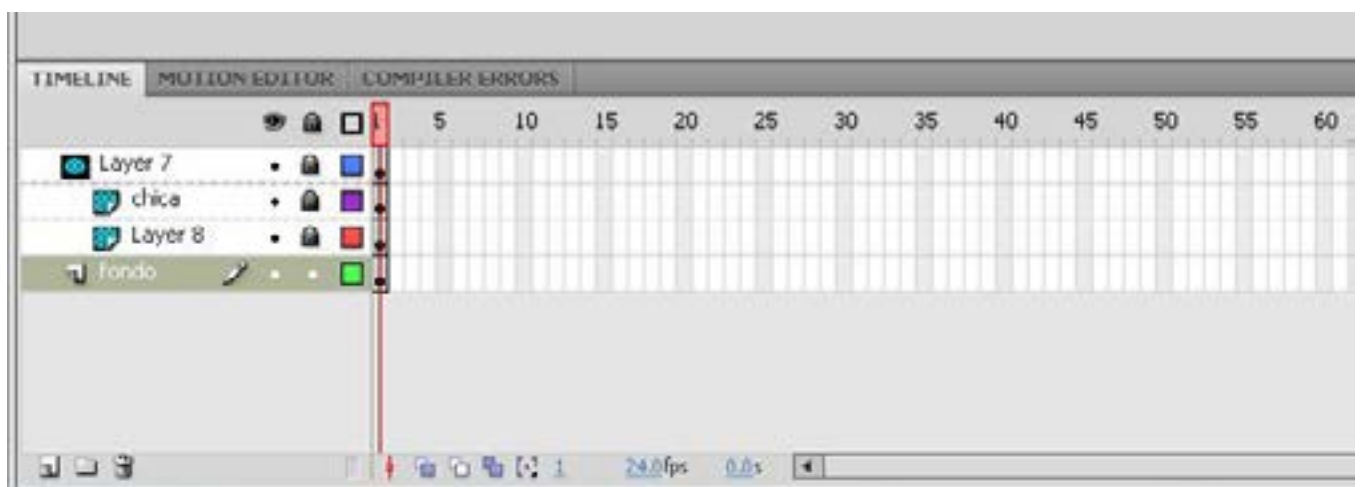 TIMELINE MOTION EDITOR COMPILER ERRORS
1 5 10 15 20 25 30 35 40 45 50 55 60
Layer 7
chica
Layer 8
fondo
1 24.0fps 0.0s